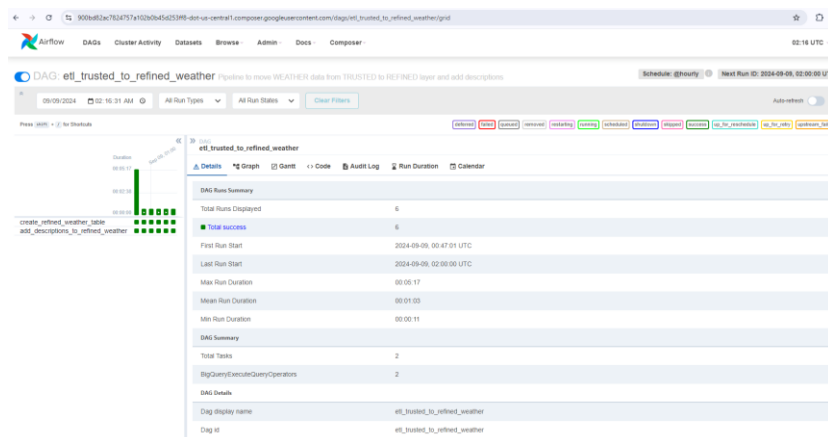 900bd82ac7824757a102b0b45d253ff8-dot-us-central1.composer.googleusercontent.com/dags/etl_trusted_to_refined_weather/grid
Airflow DAGs Cluster Activity Datasets Browse Admin Docs Composer 02:16 UTC
DAG: etl_trusted_to_refined_weather Pipeline to move WEATHER data from TRUSTED to REFINED layer and add descriptions
Schedule: @hourly Next Run ID: 2024-09-09, 02:00:00 UT
09/09/2024 02:16:31 AM All Run Types All Run States Clear Filters Auto-refresh
Press shift + / for Shortcuts
deferred failed queued removed restarting running scheduled shutdown skipped success up_for_reschedule up_for_retry upstream_fail
DAG
etl_trusted_to_refined_weather
Duration
Sep 09, 01:00
00:05:17
00:02:38
00:00:00
create_refined_weather_table
add_descriptions_to_refined_weather
Details Graph Gantt Code Audit Log Run Duration Calendar
DAG Runs Summary
Total Runs Displayed 6
Total success 6
First Run Start 2024-09-09, 00:47:01 UTC
Last Run Start 2024-09-09, 02:00:00 UTC
Max Run Duration 00:05:17
Mean Run Duration 00:01:03
Min Run Duration 00:00:11
DAG Summary
Total Tasks 2
BigQueryExecuteQueryOperators 2
DAG Details
Dag display name etl_trusted_to_refined_weather
Dag id etl_trusted_to_refined_weather